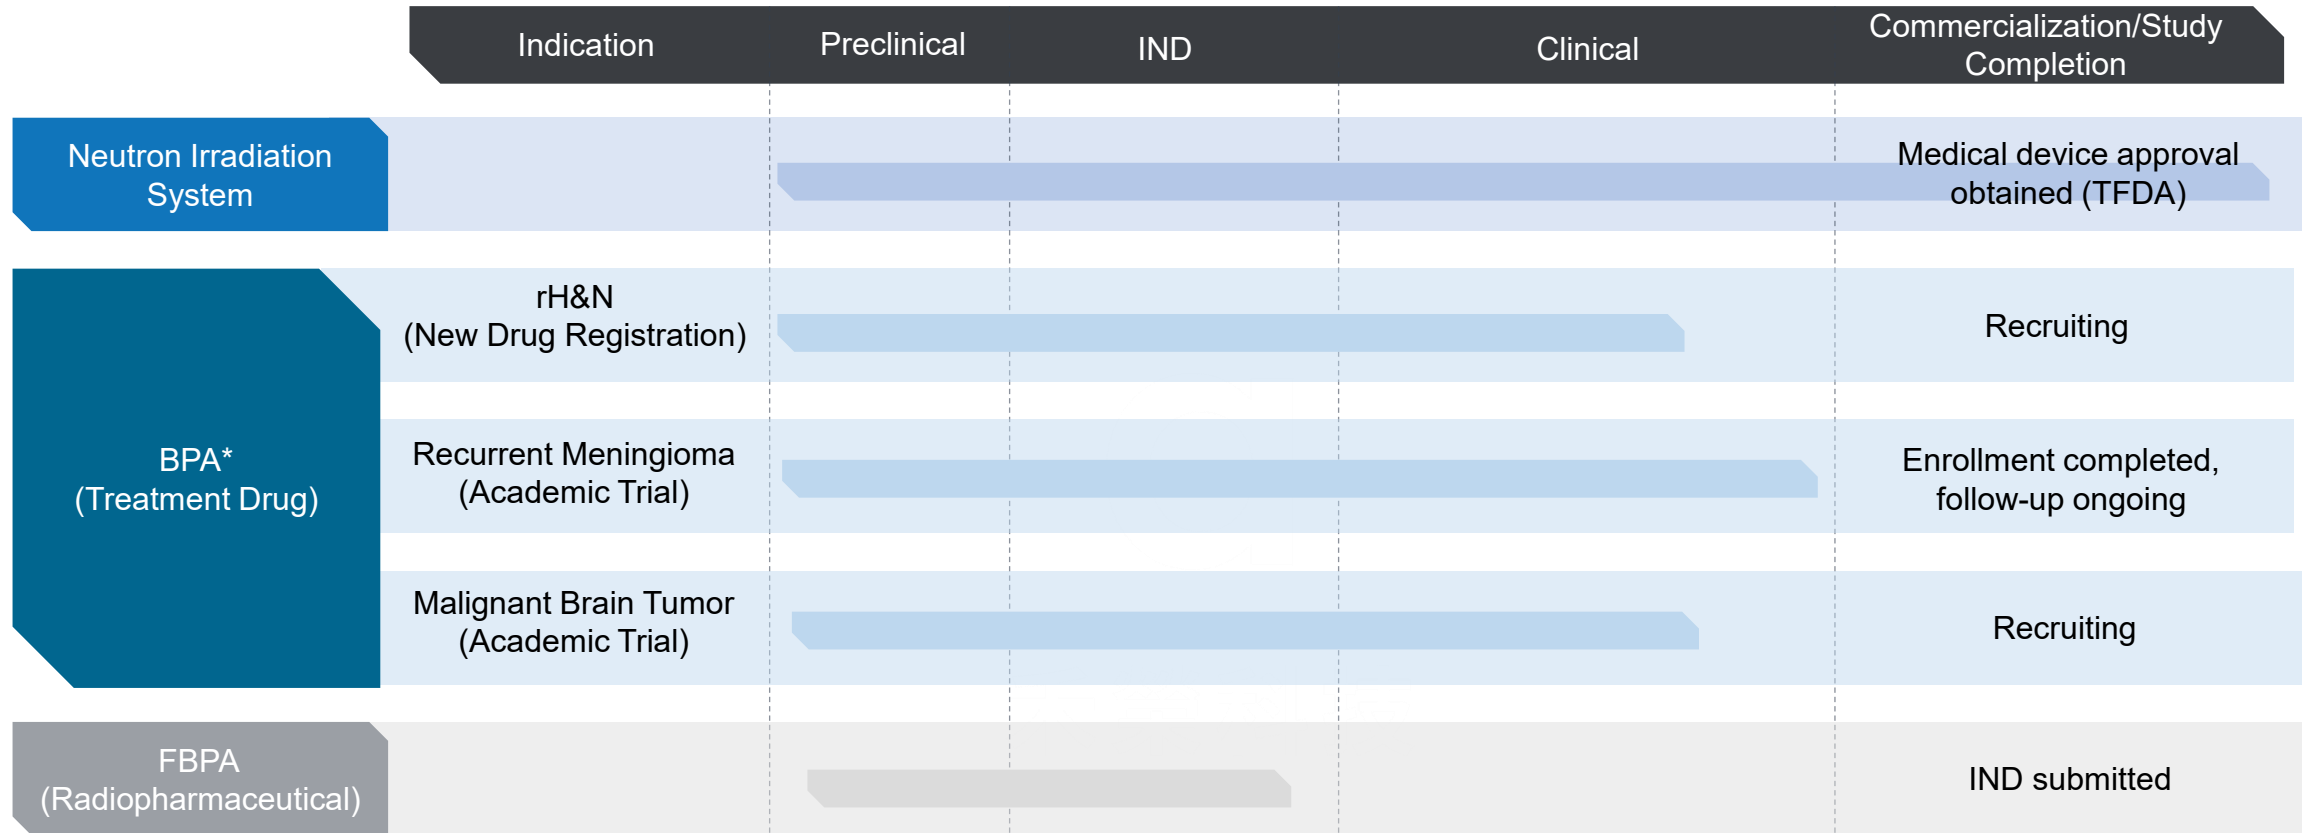 Indication
Preclinical
IND
Clinical
Commercialization/Study
Completion
Neutron Irradiation
System
Medical device approval
obtained (TFDA)
BPA*
(Treatment Drug)
rH&N
(New Drug Registration)
Recruiting
Recurrent Meningioma
(Academic Trial)
Enrollment completed,
follow-up ongoing
Malignant Brain Tumor
(Academic Trial)
Recruiting
FBPA
(Radiopharmaceutical)
IND submitted